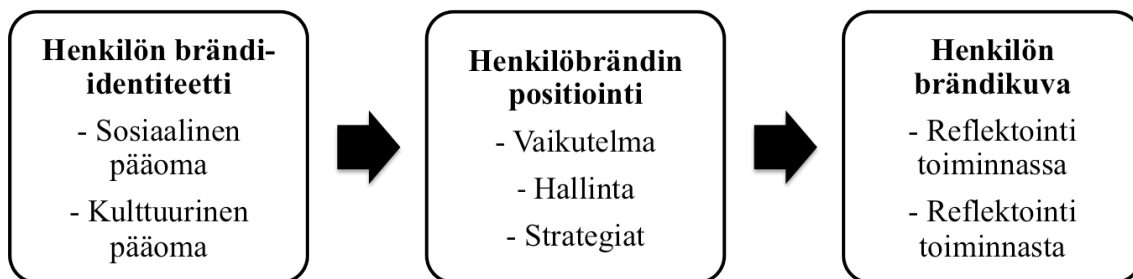 Henkilön brändi-
identiteetti
- Sosiaalinen
pääoma
- Kulttuurinen
pääoma
Henkilöbrändin
positiointi
- Vaikutelma
- Hallinta
- Strategiat
Henkilön
brändikuva
- Reflektointi
toiminnassa
- Reflektointi
toiminnasta